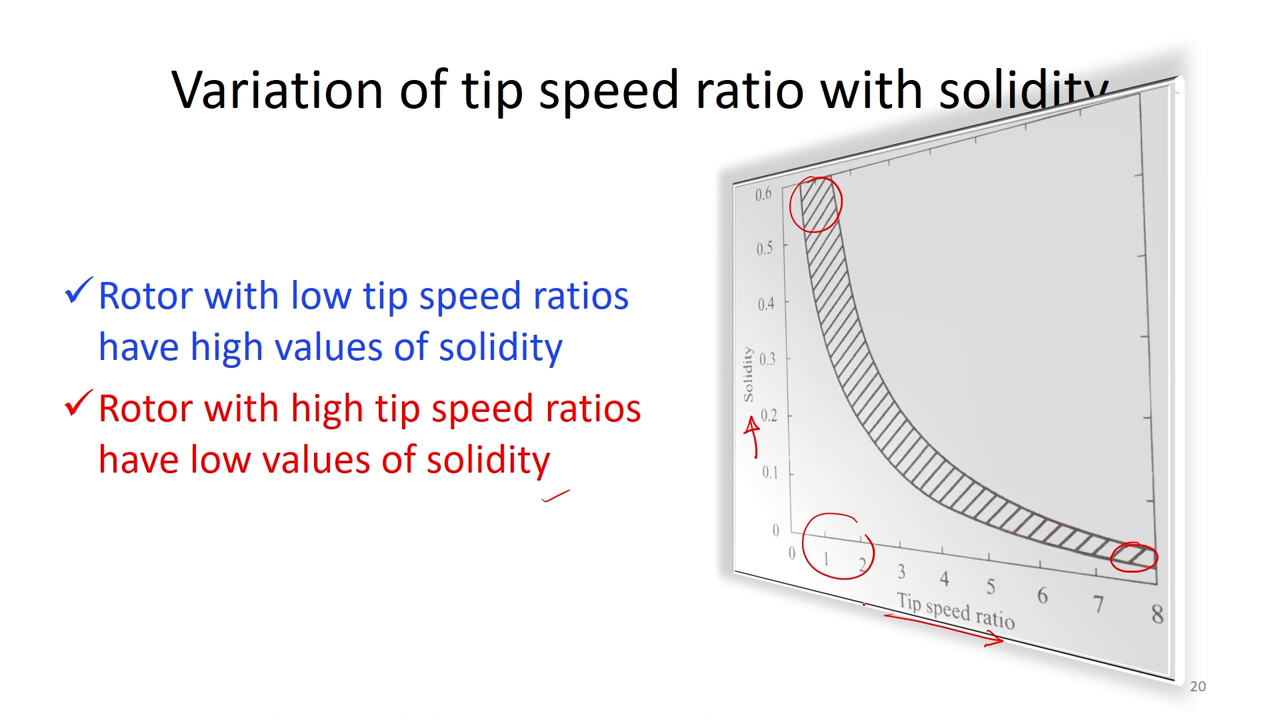 Variation of tip speed ratio with solidity
✓Rotor with low tip speed ratios
have high values of solidity
✓Rotor with high tip speed ratios
have low values of solidity
0.6
0.5
0.4
0.3
0.2
0.1
0
Solidity
0 1 2 3 4 5 6 7 8
Tip speed ratio
20